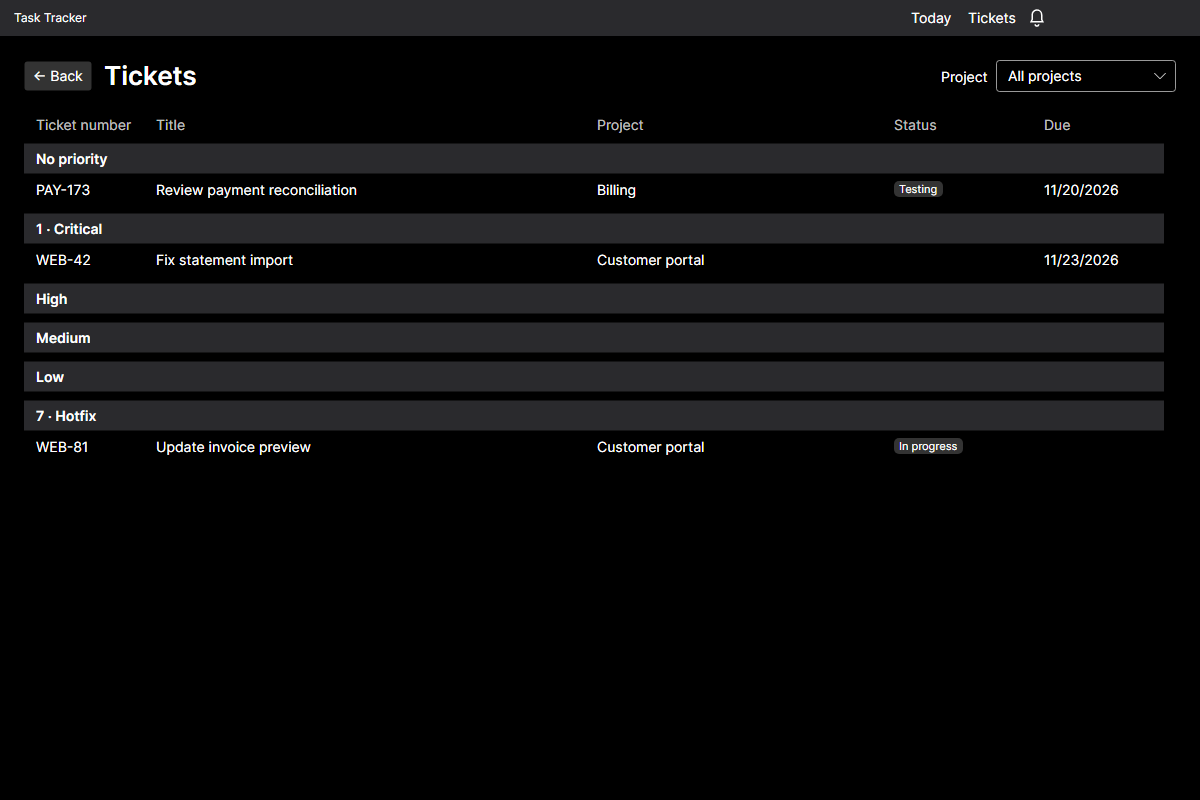 Task Tracker Today Tickets
← Back Tickets Project All projects
Ticket number Title Project Status Due
No priority
PAY-173 Review payment reconciliation Billing Testing 11/20/2026
1 · Critical
WEB-42 Fix statement import Customer portal 11/23/2026
High
Medium
Low
7 · Hotfix
WEB-81 Update invoice preview Customer portal In progress